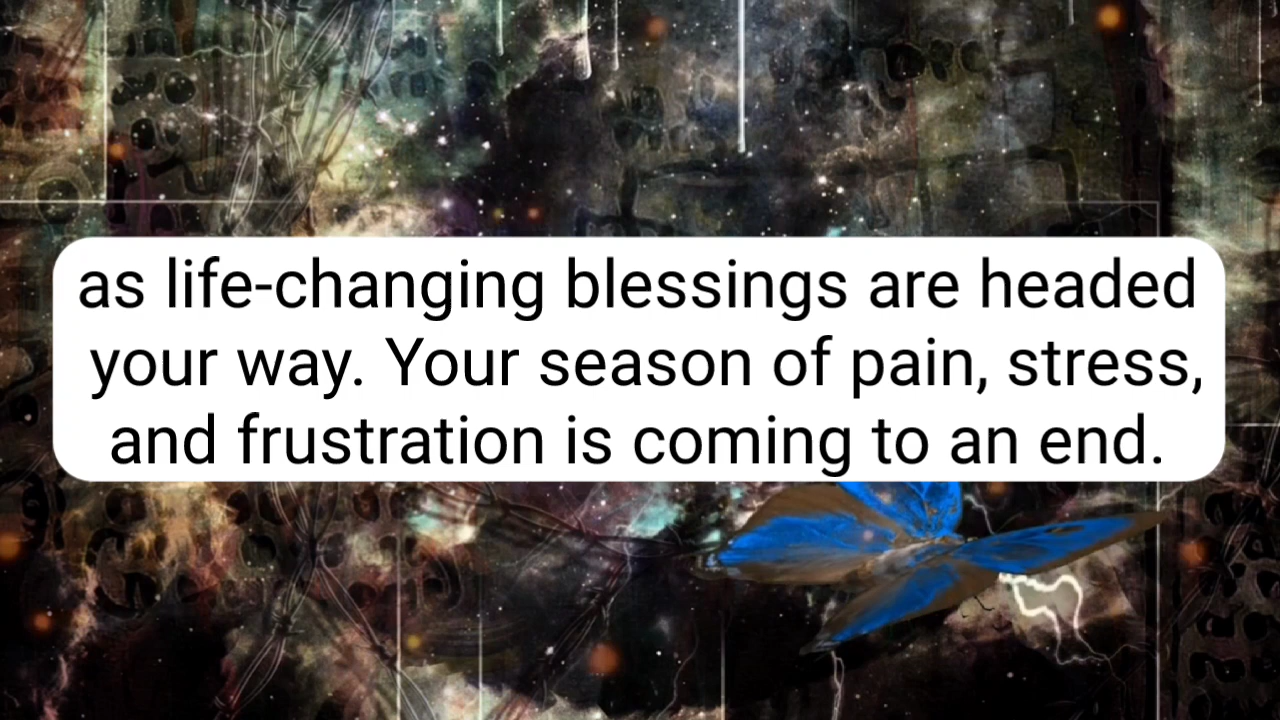 as life-changing blessings are headed
your way. Your season of pain, stress,
and frustration is coming to an end.